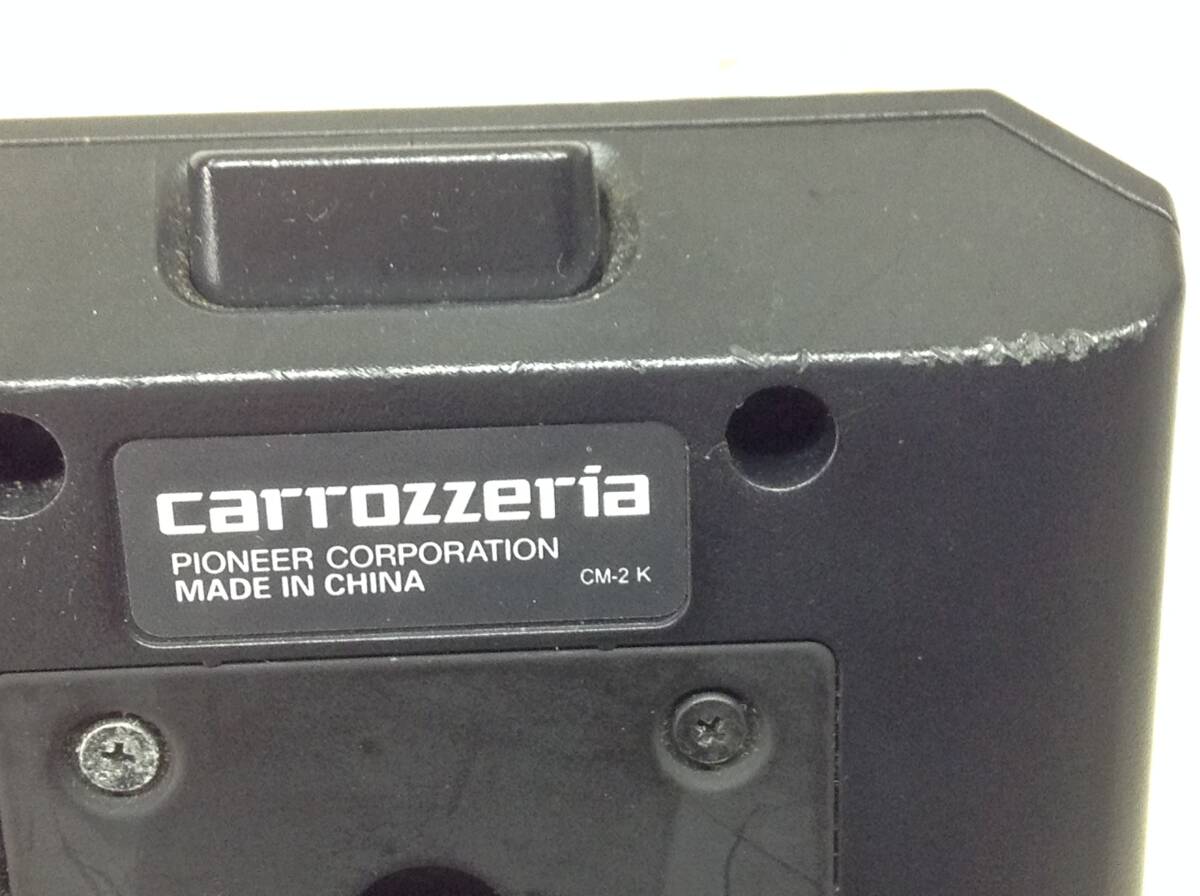 carrozzeria
PIONEER CORPORATION
MADE IN CHINA
CM-2 K